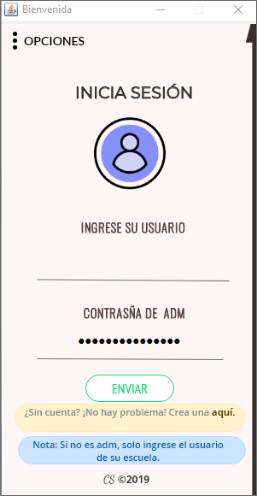 Bienvenida
OPCIONES
INICIA SESIÓN
INGRESE SU USUARIO
CONTRASÑA DE ADM
●●●●●●●●●●●●●●●
ENVIAR
¿Sin cuenta? ¡No hay problema! Crea una aquí.
Nota: Si no es adm, solo ingrese el usuario
de su escuela.
CS ©2019